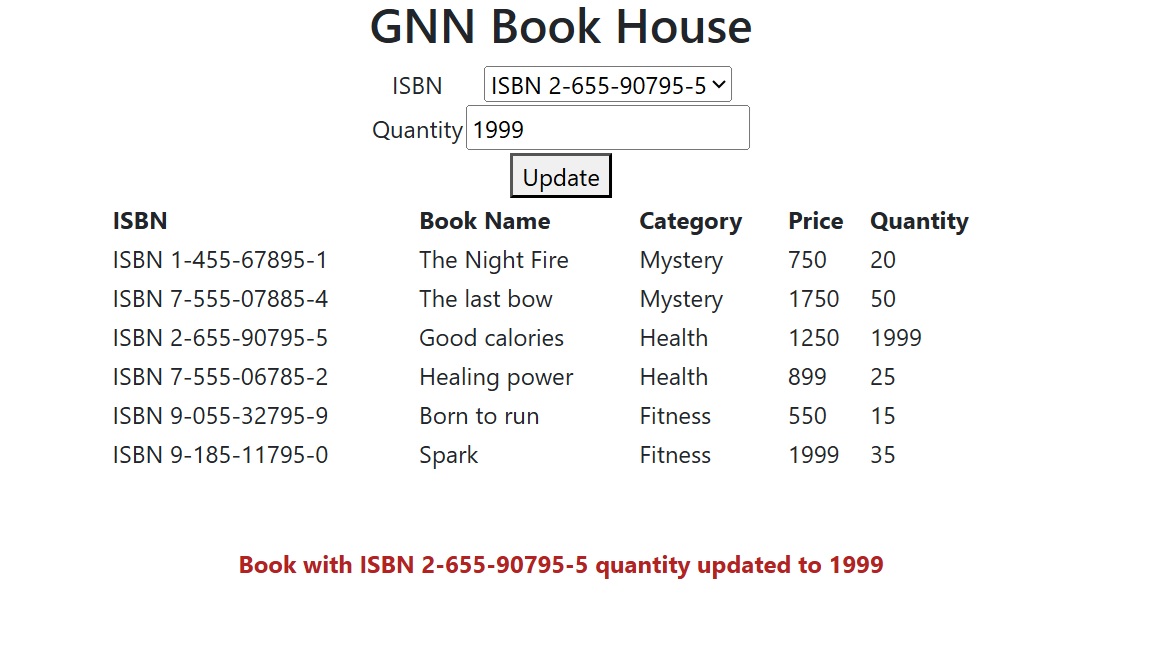 GNN Book House
ISBN ISBN 2-655-90795-5
Quantity 1999
Update
ISBN Book Name Category Price Quantity
ISBN 1-455-67895-1 The Night Fire Mystery 750 20
ISBN 7-555-07885-4 The last bow Mystery 1750 50
ISBN 2-655-90795-5 Good calories Health 1250 1999
ISBN 7-555-06785-2 Healing power Health 899 25
ISBN 9-055-32795-9 Born to run Fitness 550 15
ISBN 9-185-11795-0 Spark Fitness 1999 35
Book with ISBN 2-655-90795-5 quantity updated to 1999